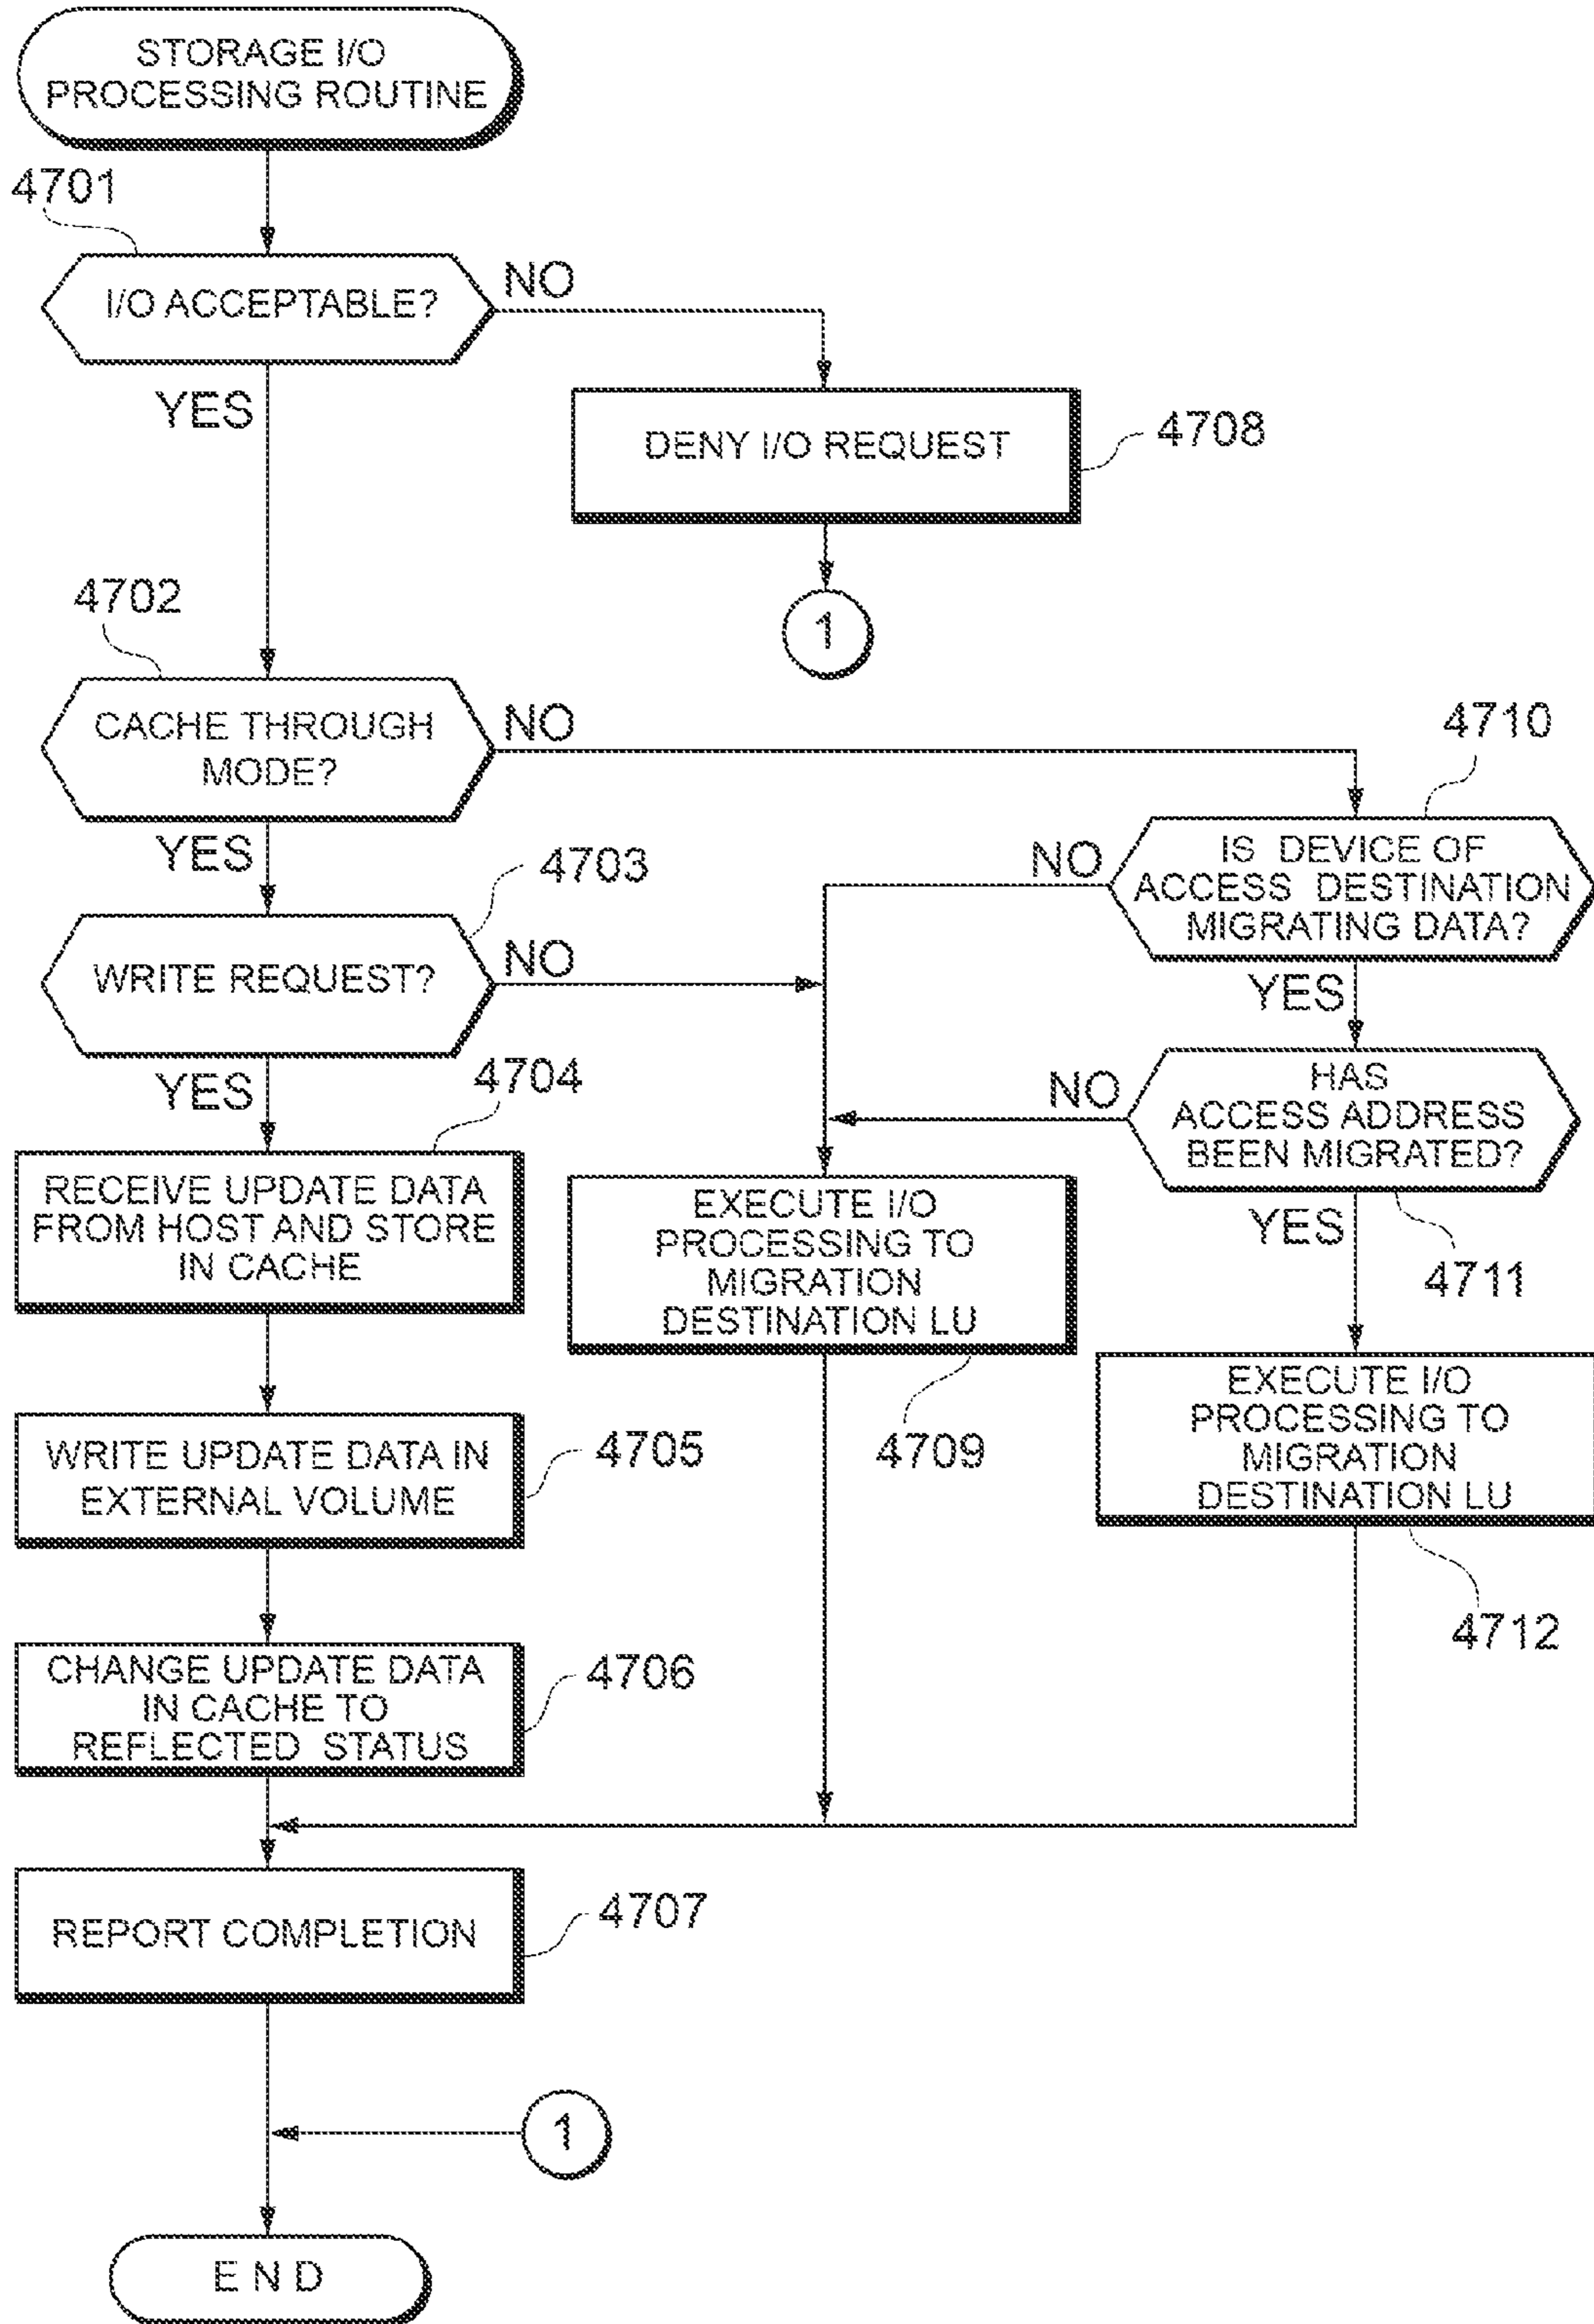 STORAGE I/O
PROCESSING ROUTINE
4701
I/O ACCEPTABLE?
NO
YES
DENY I/O REQUEST
4708
1
4702
CACHE THROUGH
MODE?
NO
YES
4710
IS DEVICE OF
ACCESS DESTINATION
MIGRATING DATA?
NO
YES
4703
WRITE REQUEST?
NO
YES
4711
HAS
ACCESS ADDRESS
BEEN MIGRATED?
NO
YES
4704
RECEIVE UPDATE DATA
FROM HOST AND STORE
IN CACHE
EXECUTE I/O
PROCESSING TO
MIGRATION
DESTINATION LU
4709
EXECUTE I/O
PROCESSING TO
MIGRATION
DESTINATION LU
4712
WRITE UPDATE DATA IN
EXTERNAL VOLUME
4705
CHANGE UPDATE DATA
IN CACHE TO
REFLECTED STATUS
4706
REPORT COMPLETION
4707
1
END